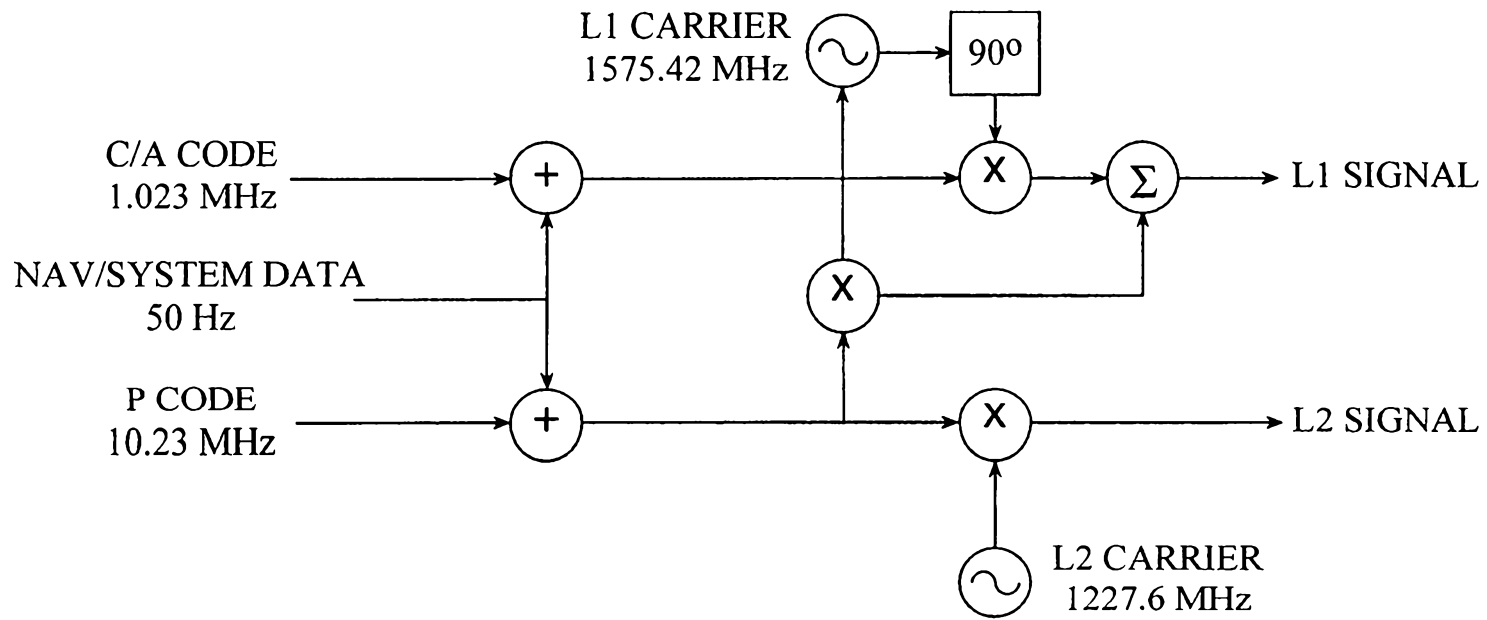 L1 CARRIER
1575.42 MHz
90º
C/A CODE
1.023 MHz
+
X
Σ
L1 SIGNAL
NAV/SYSTEM DATA
50 Hz
X
P CODE
10.23 MHz
+
X
L2 SIGNAL
L2 CARRIER
1227.6 MHz